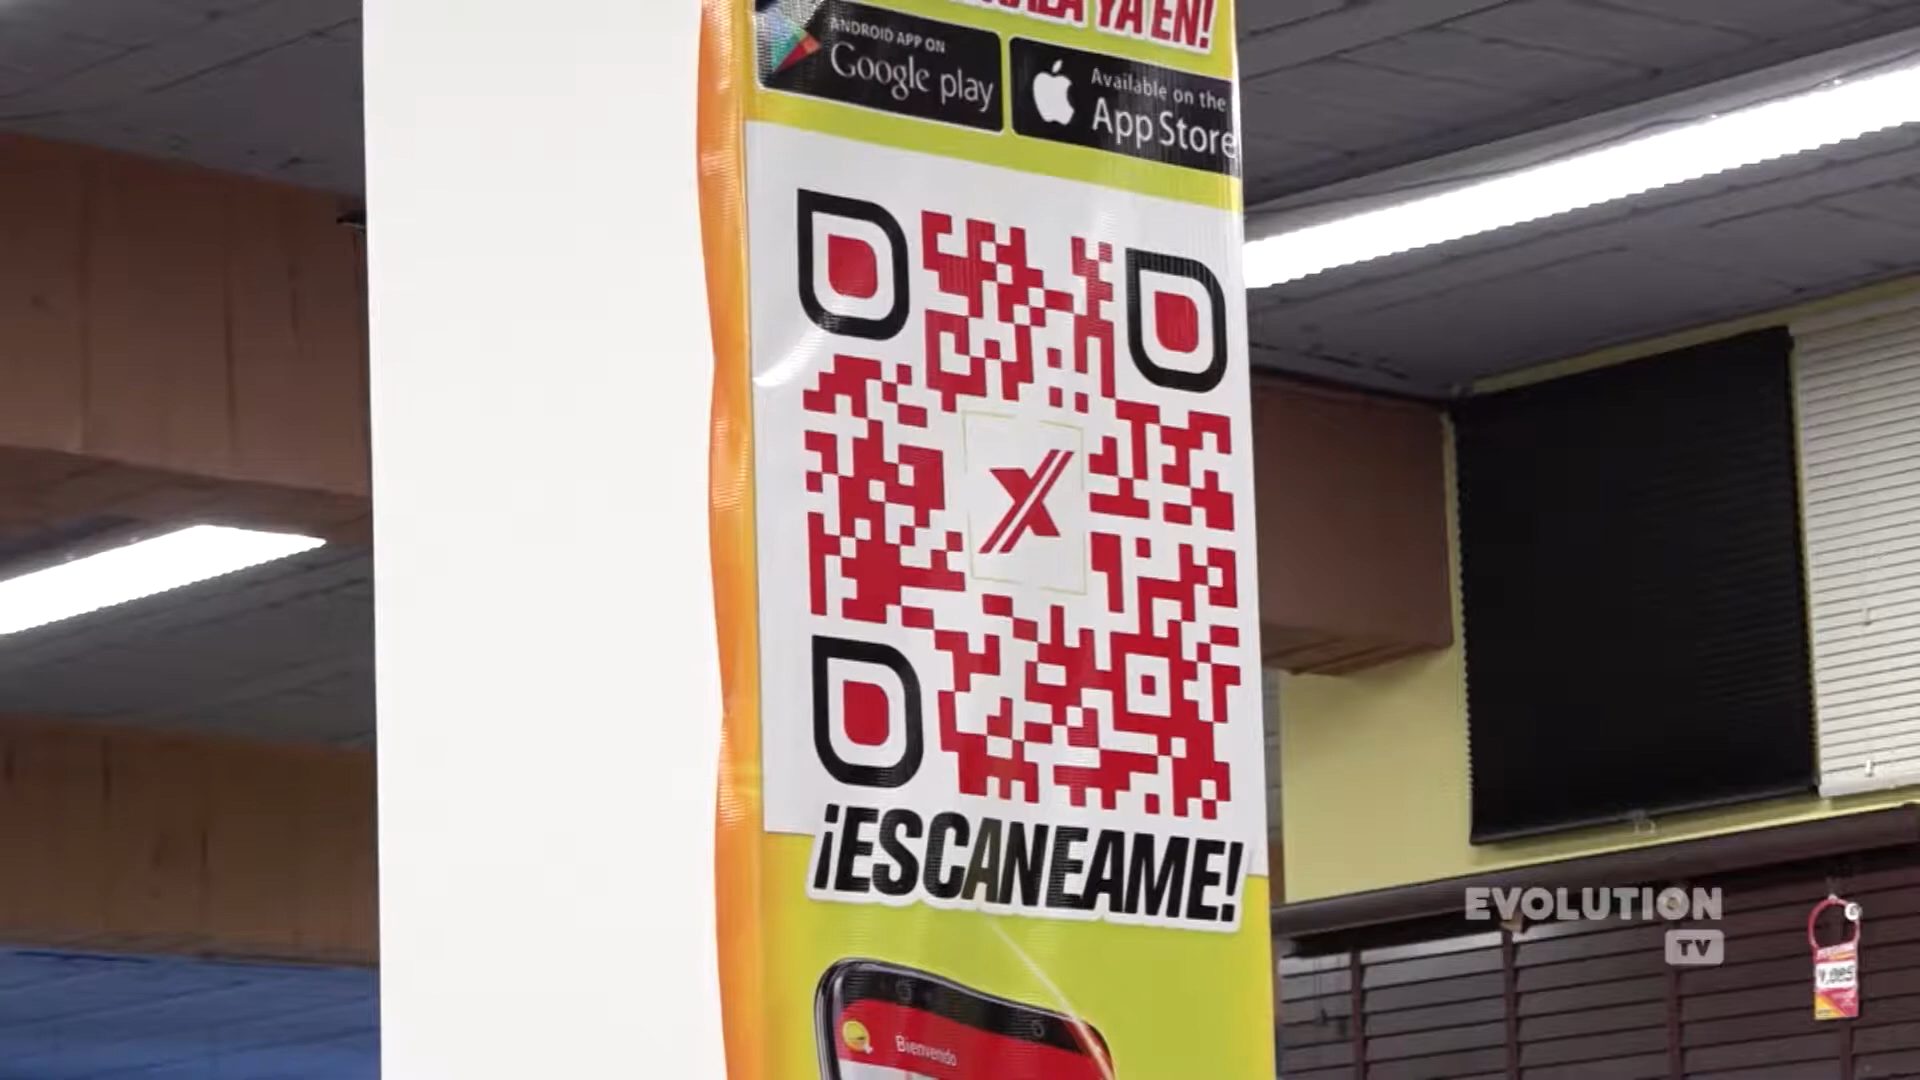 YA EN!
ANDROID APP ON
Google play
Available on the
App Store
¡ESCANEAME!
Bienvenido
EVOLUTION
TV